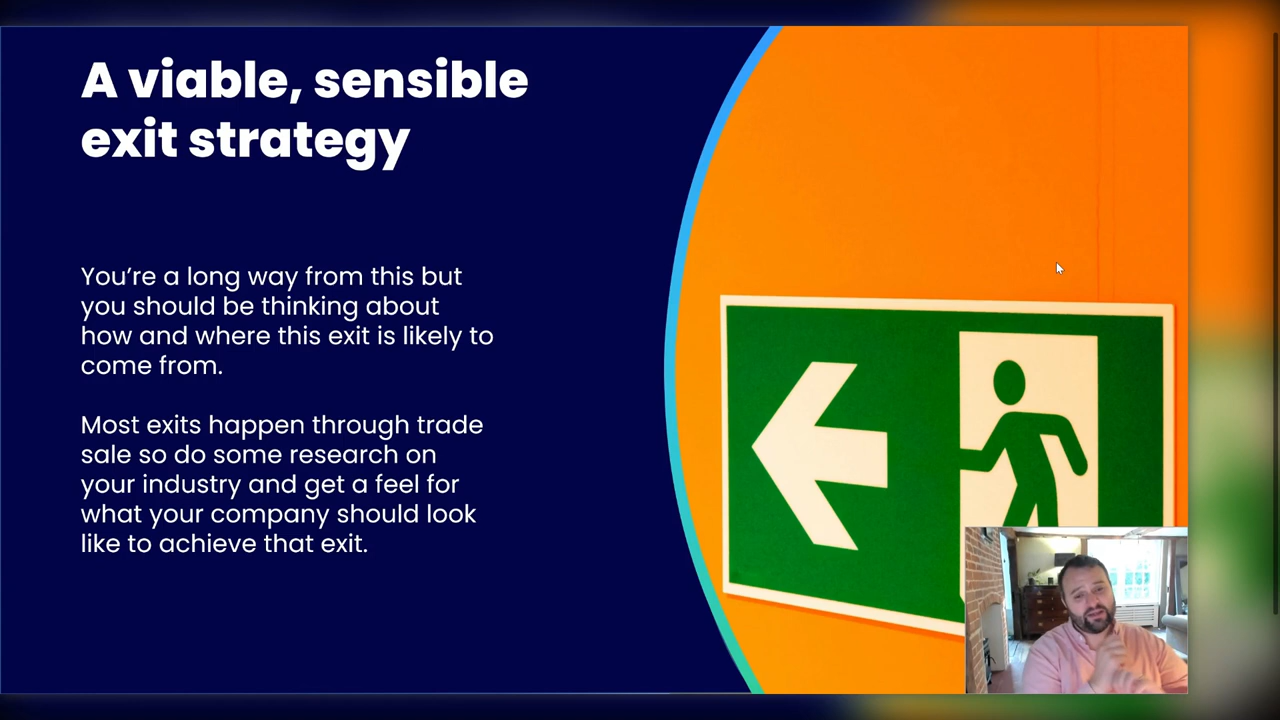 A viable, sensible
exit strategy
You’re a long way from this but
you should be thinking about
how and where this exit is likely to
come from.
Most exits happen through trade
sale so do some research on
your industry and get a feel for
what your company should look
like to achieve that exit.